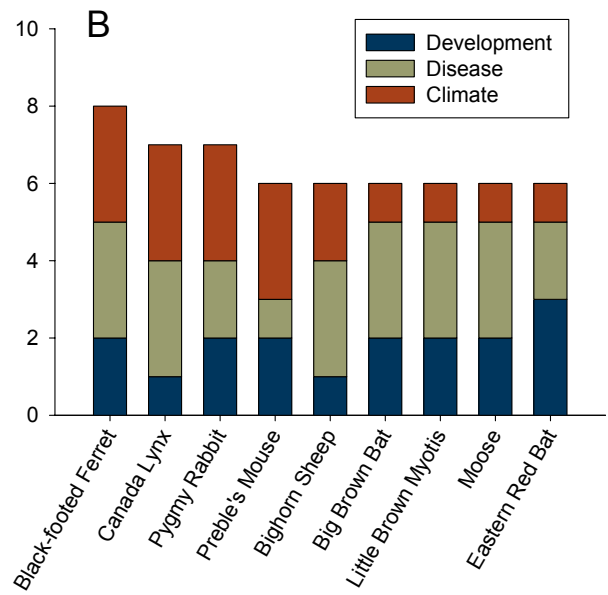 B
Development
Disease
Climate
10
8
6
4
2
0
Black-footed Ferret
Canada Lynx
Pygmy Rabbit
Preble's Mouse
Bighorn Sheep
Big Brown Bat
Little Brown Myotis
Moose
Eastern Red Bat